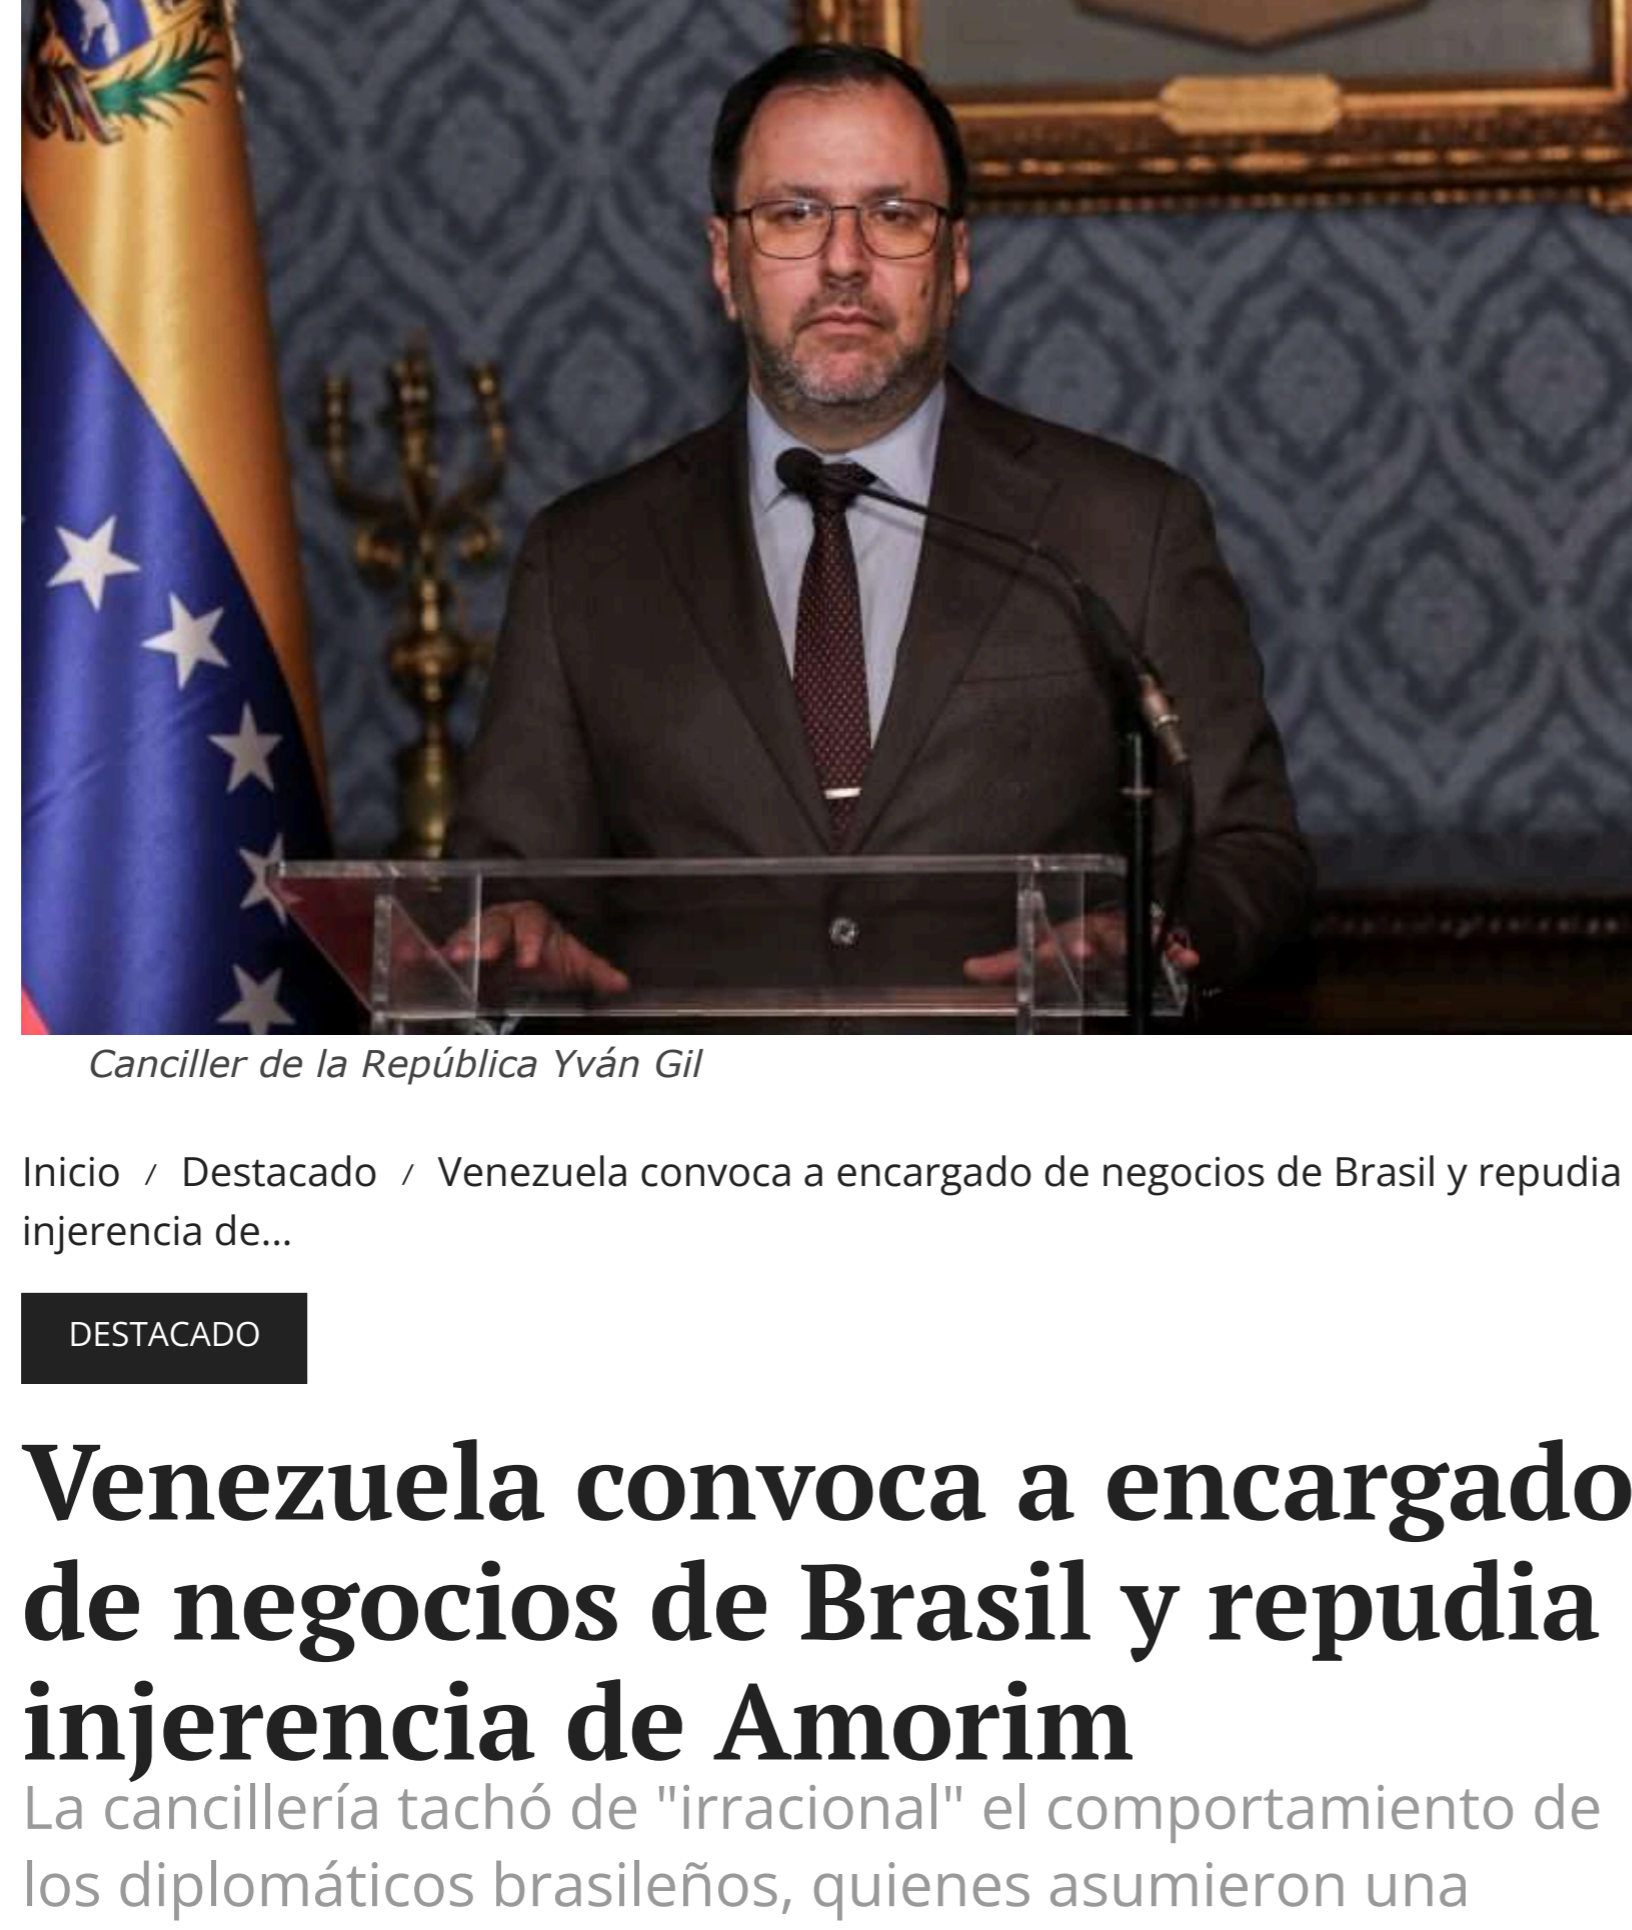 Canciller de la República Yván Gil
Inicio / Destacado / Venezuela convoca a encargado de negocios de Brasil y repudia
injerencia de...
DESTACADO
Venezuela convoca a encargado
de negocios de Brasil y repudia
injerencia de Amorim
La cancillería tachó de "irracional" el comportamiento de
los diplomáticos brasileños, quienes asumieron una